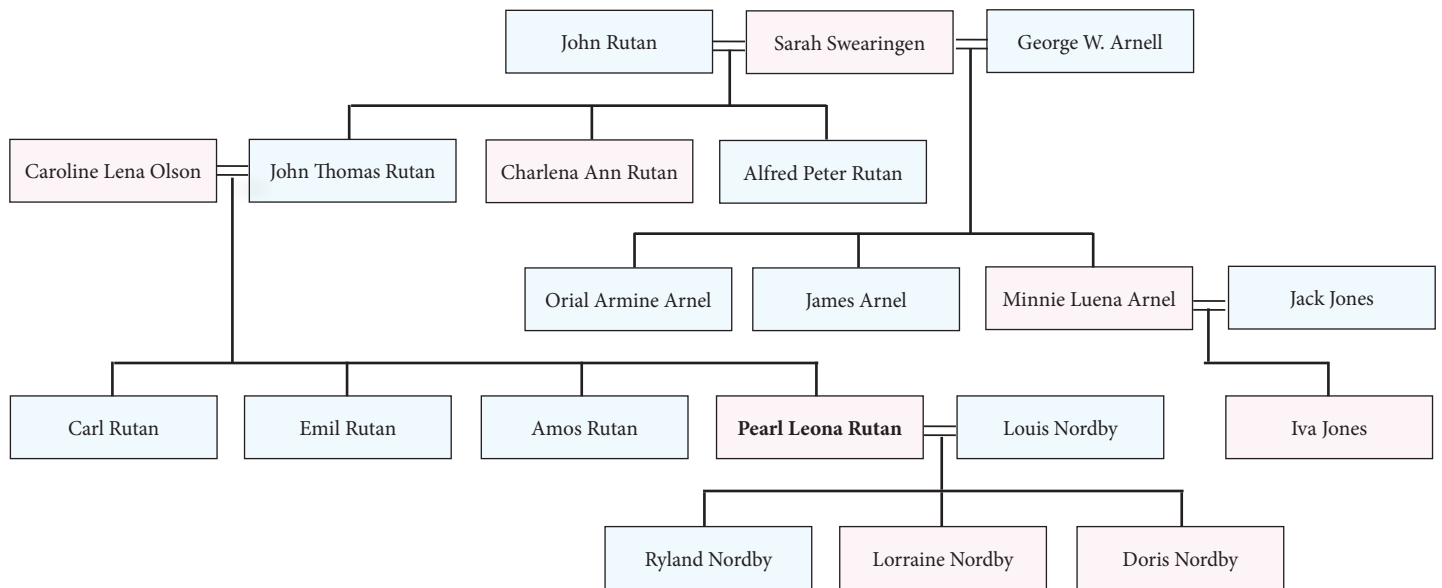 John Rutan
Sarah Swearingen
George W. Arnell
Caroline Lena Olson
John Thomas Rutan
Charlena Ann Rutan
Alfred Peter Rutan
Orial Armine Arnel
James Arnel
Minnie Luena Arnel
Jack Jones
Carl Rutan
Emil Rutan
Amos Rutan
Pearl Leona Rutan
Louis Nordby
Iva Jones
Ryland Nordby
Lorraine Nordby
Doris Nordby